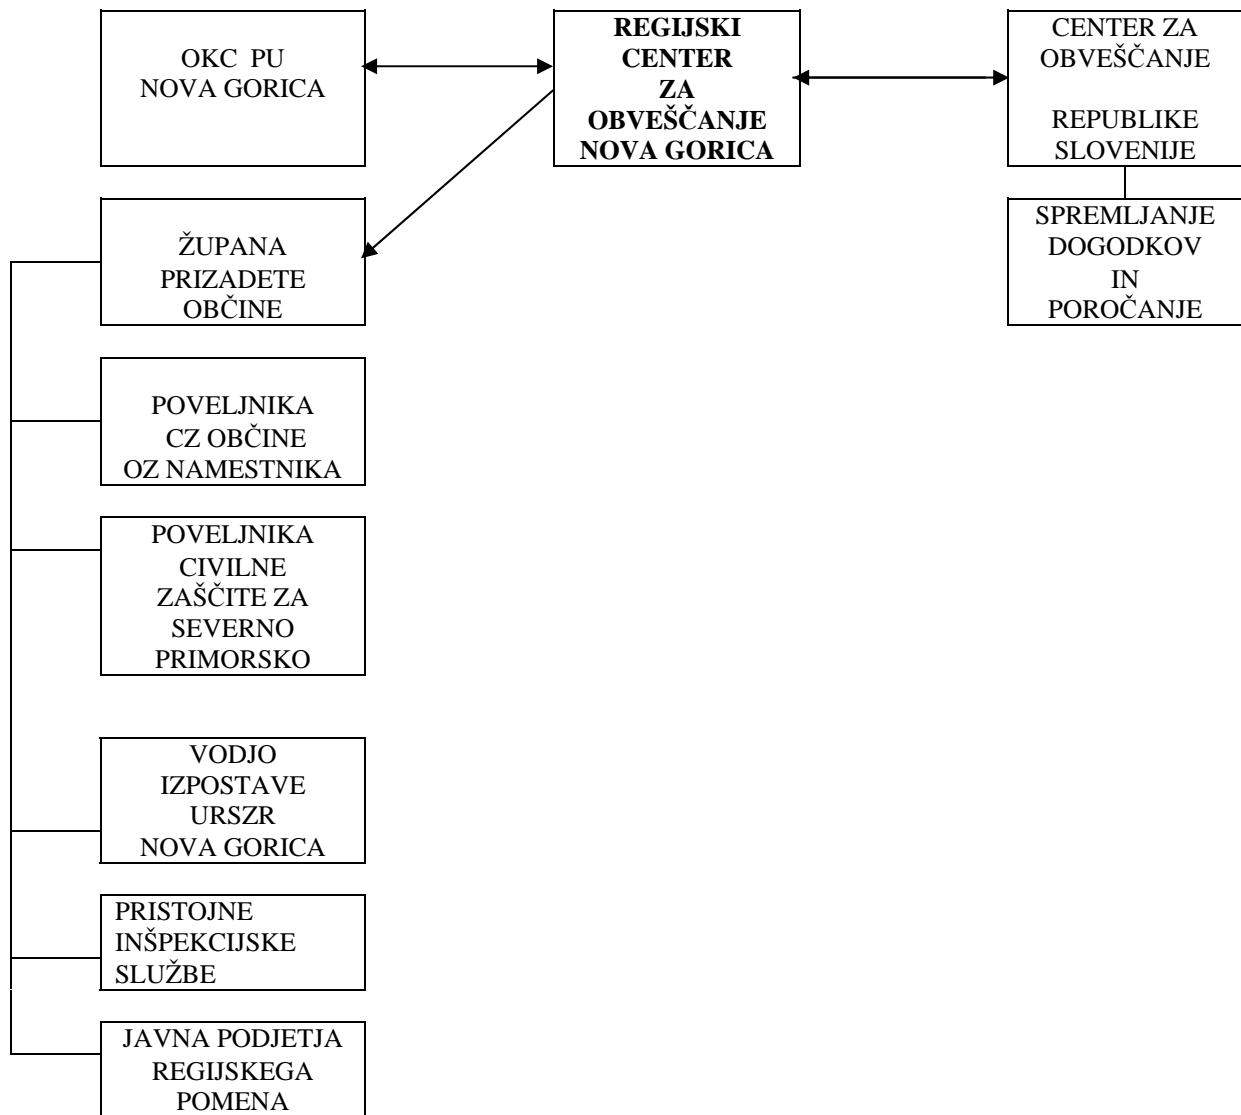 OKC PU
NOVA GORICA
REGIJSKI
CENTER
ZA
OBVEŠČANJE
NOVA GORICA
CENTER ZA
OBVEŠČANJE
REPUBLIKE
SLOVENIJE
ŽUPANA
PRIZADETE
OBČINE
SPREMLJANJE
DOGODKOV
IN
POROČANJE
POVELJNIKA
CZ OBČINE
OZ NAMESTNIKA
POVELJNIKA
CIVILNE
ZAŠČITE ZA
SEVERNO
PRIMORSKO
VODJO
IZPOSTAVE
URSZR
NOVA GORICA
PRISTOJNE
INŠPEKCIJSKE
SLUŽBE
JAVNA PODJETJA
REGIJSKEGA
POMENA